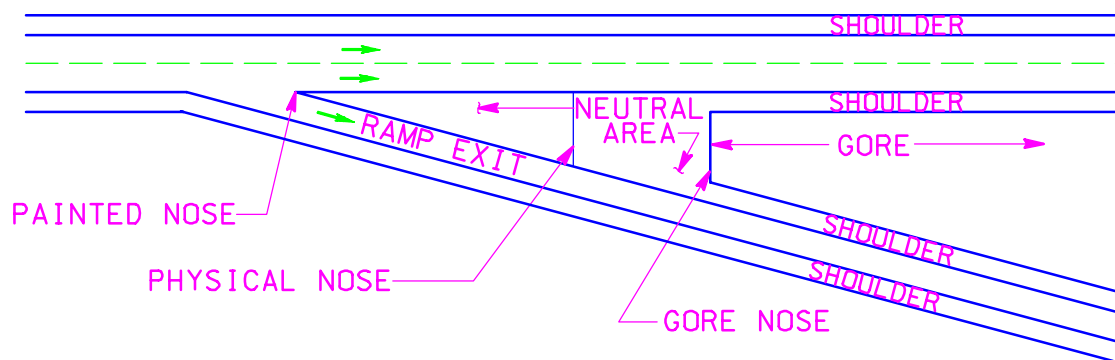 SHOULDER
SHOULDER
NEUTRAL
AREA
GORE
RAMP EXIT
PAINTED NOSE
SHOULDER
PHYSICAL NOSE
SHOULDER
GORE NOSE